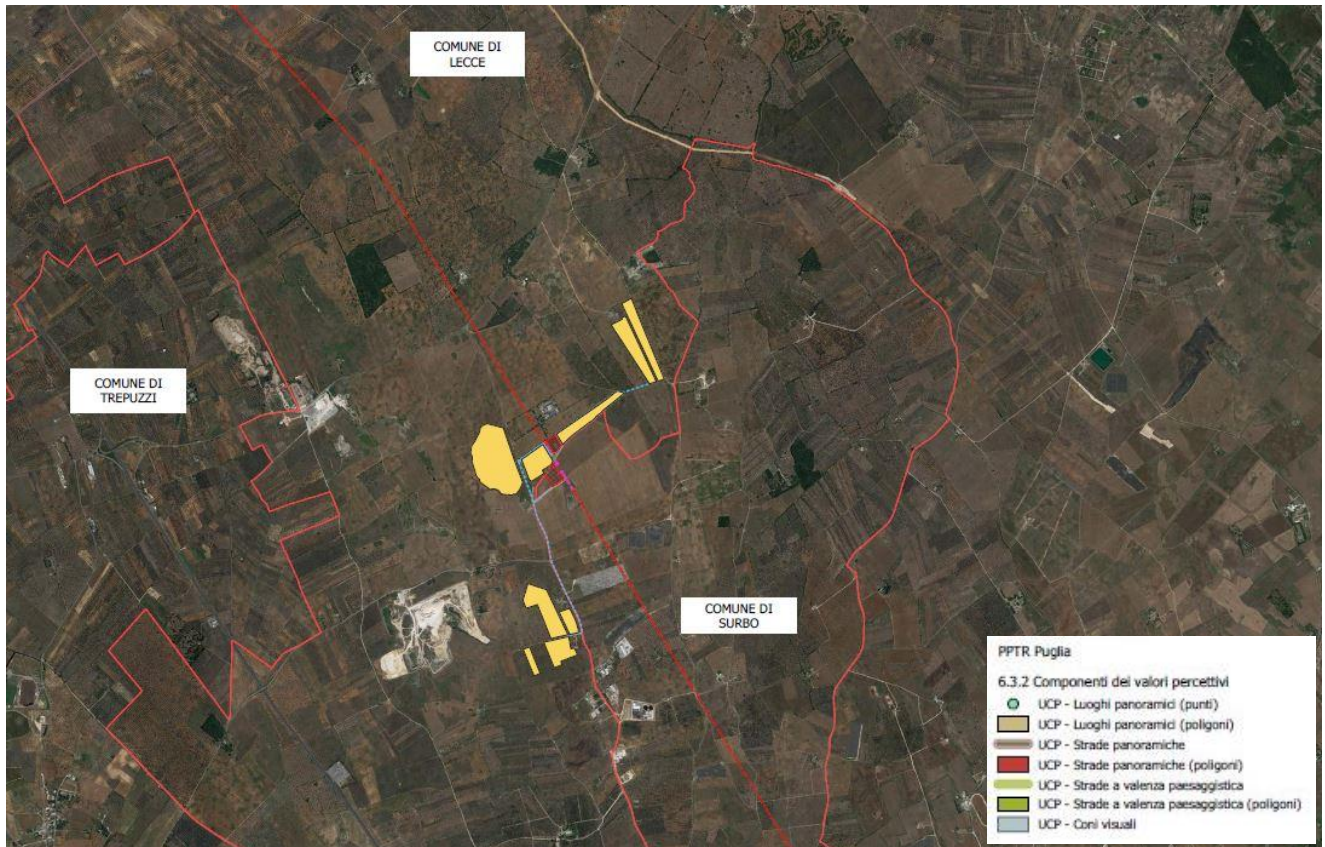 COMUNE DI
LECCE
COMUNE DI
TREPUZZI
COMUNE DI
SURBO
PPTR Puglia
6.3.2 Componenti dei valori percettivi
UCP - Luoghi panoramici (punti)
UCP - Luoghi panoramici (poligoni)
UCP - Strade panoramiche
UCP - Strade panoramiche (poligoni)
UCP - Strade a valenza paesaggistica
UCP - Strade a valenza paesaggistica (poligoni)
UCP - Coni visuali